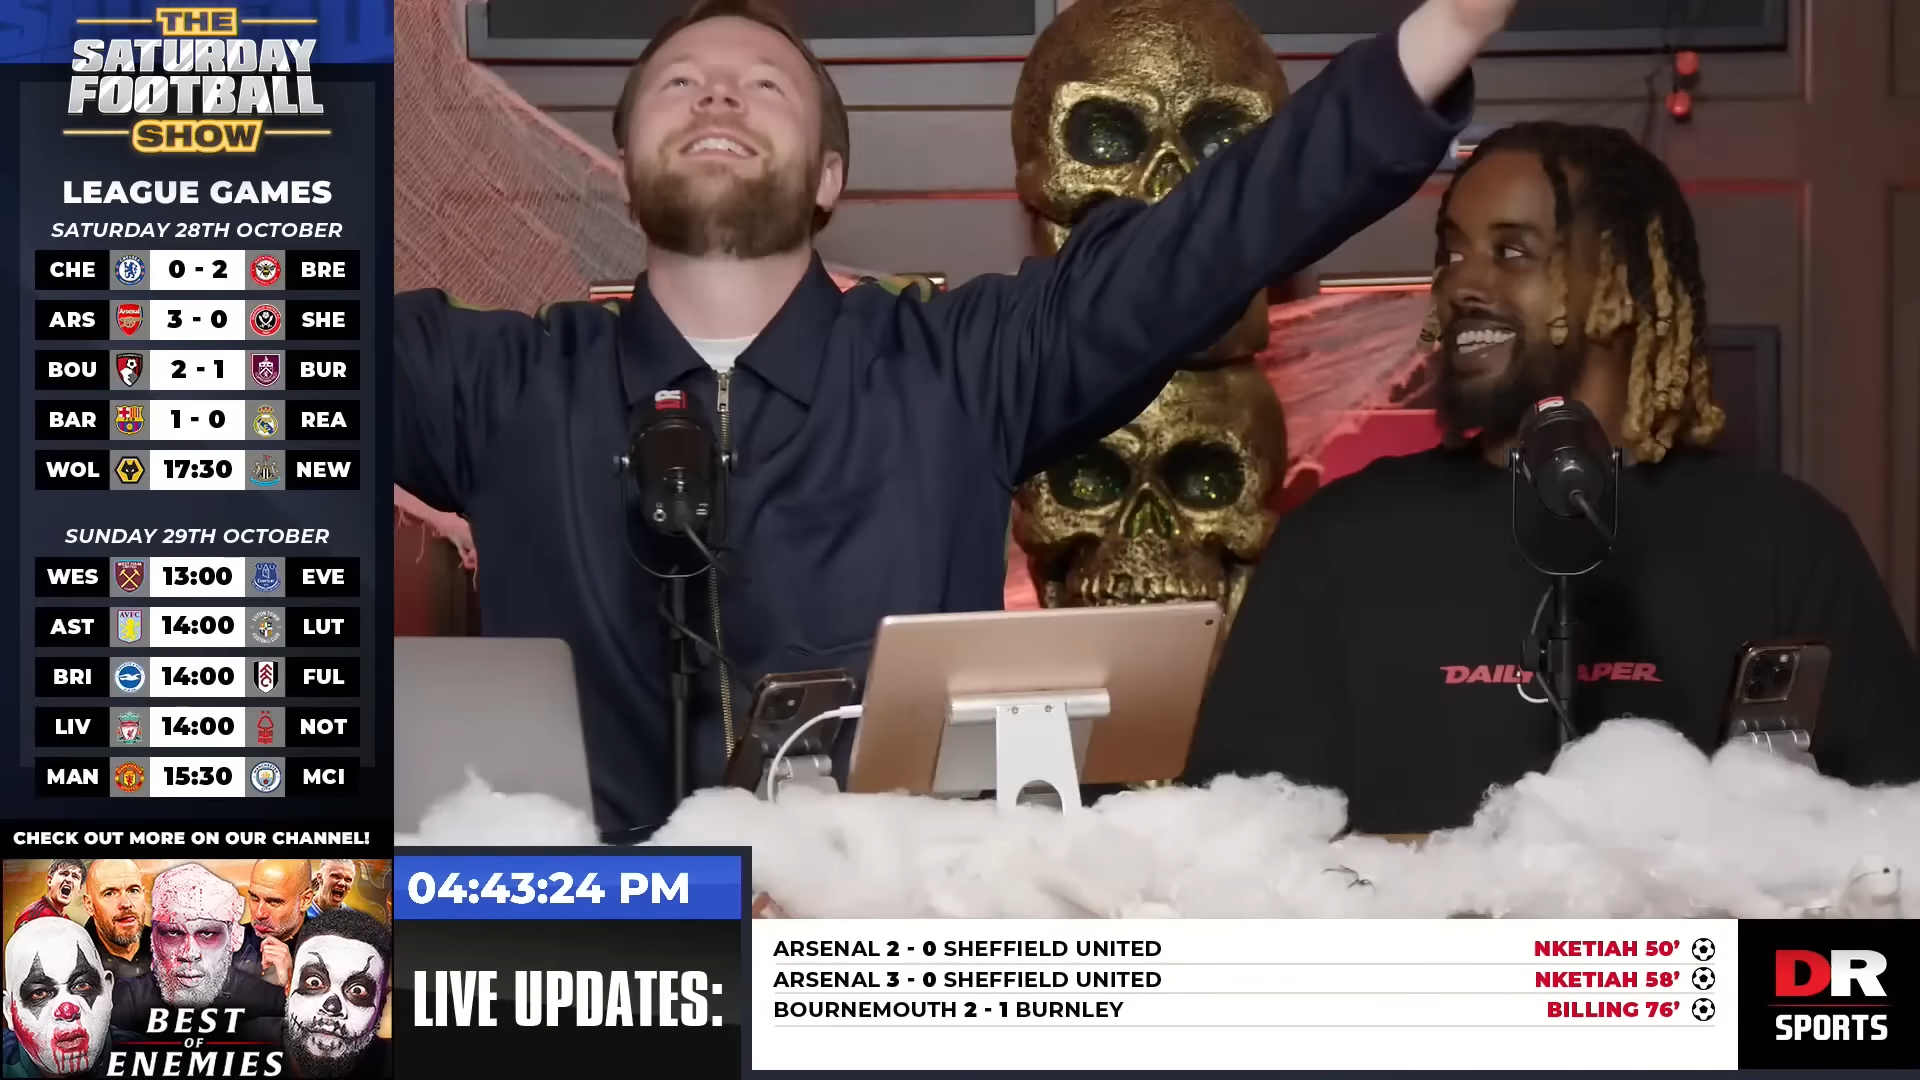 THE
SATURDAY
FOOTBALL
SHOW
LEAGUE GAMES
SATURDAY 28TH OCTOBER
CHE 0 - 2 BRE
ARS 3 - 0 SHE
BOU 2 - 1 BUR
BAR 1 - 0 REA
WOL 17:30 NEW
SUNDAY 29TH OCTOBER
WES 13:00 EVE
AST 14:00 LUT
BRI 14:00 FUL
LIV 14:00 NOT
MAN 15:30 MCI
CHECK OUT MORE ON OUR CHANNEL!
BEST
OF
ENEMIES
04:43:24 PM
LIVE UPDATES:
ARSENAL 2 - 0 SHEFFIELD UNITED NKETIAH 50’
ARSENAL 3 - 0 SHEFFIELD UNITED NKETIAH 58’
BOURNEMOUTH 2 - 1 BURNLEY BILLING 76’
DR
SPORTS